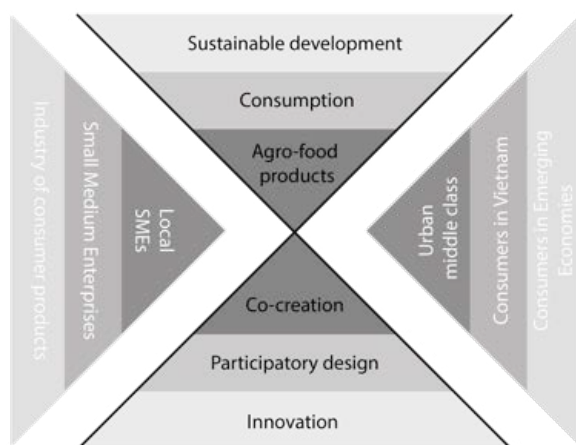 Sustainable development
Consumption
Agro-food
products
Industry of consumer products
Small Medium Enterprises
Local
SMEs
Urban
middle class
Consumers in Vietnam
Consumers in Emerging
Economies
Co-creation
Participatory design
Innovation